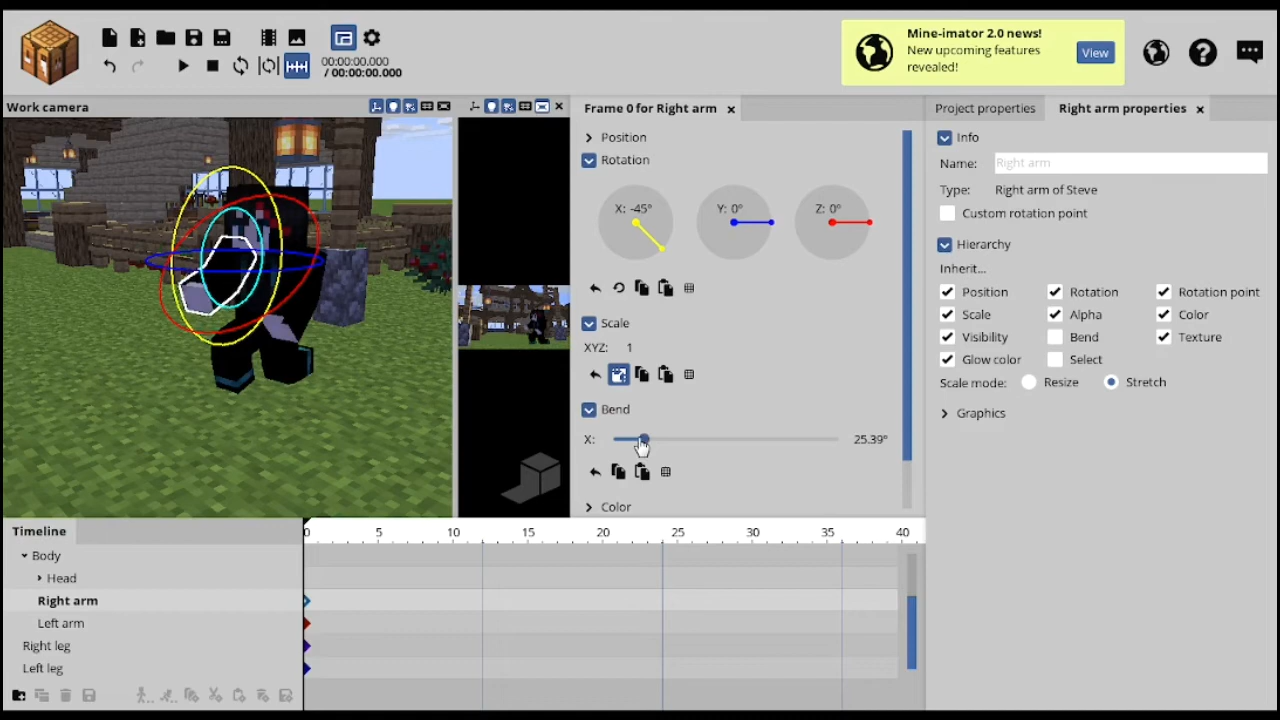 Mine-imator 2.0 news!
New upcoming features
revealed!
View
00:00:00.000
/ 00:00:00.000
Work camera
Frame 0 for Right arm
Project properties
Right arm properties
Position
Rotation
X: -45°
Y: 0°
Z: 0°
Scale
XYZ: 1
Bend
X: 25.39°
Color
Info
Name: Right arm
Type: Right arm of Steve
Custom rotation point
Hierarchy
Inherit...
Position Rotation Rotation point
Scale Alpha Color
Visibility Bend Texture
Glow color Select
Scale mode: Resize Stretch
Graphics
Timeline
0 5 10 15 20 25 30 35 40
Body
Head
Right arm
Left arm
Right leg
Left leg